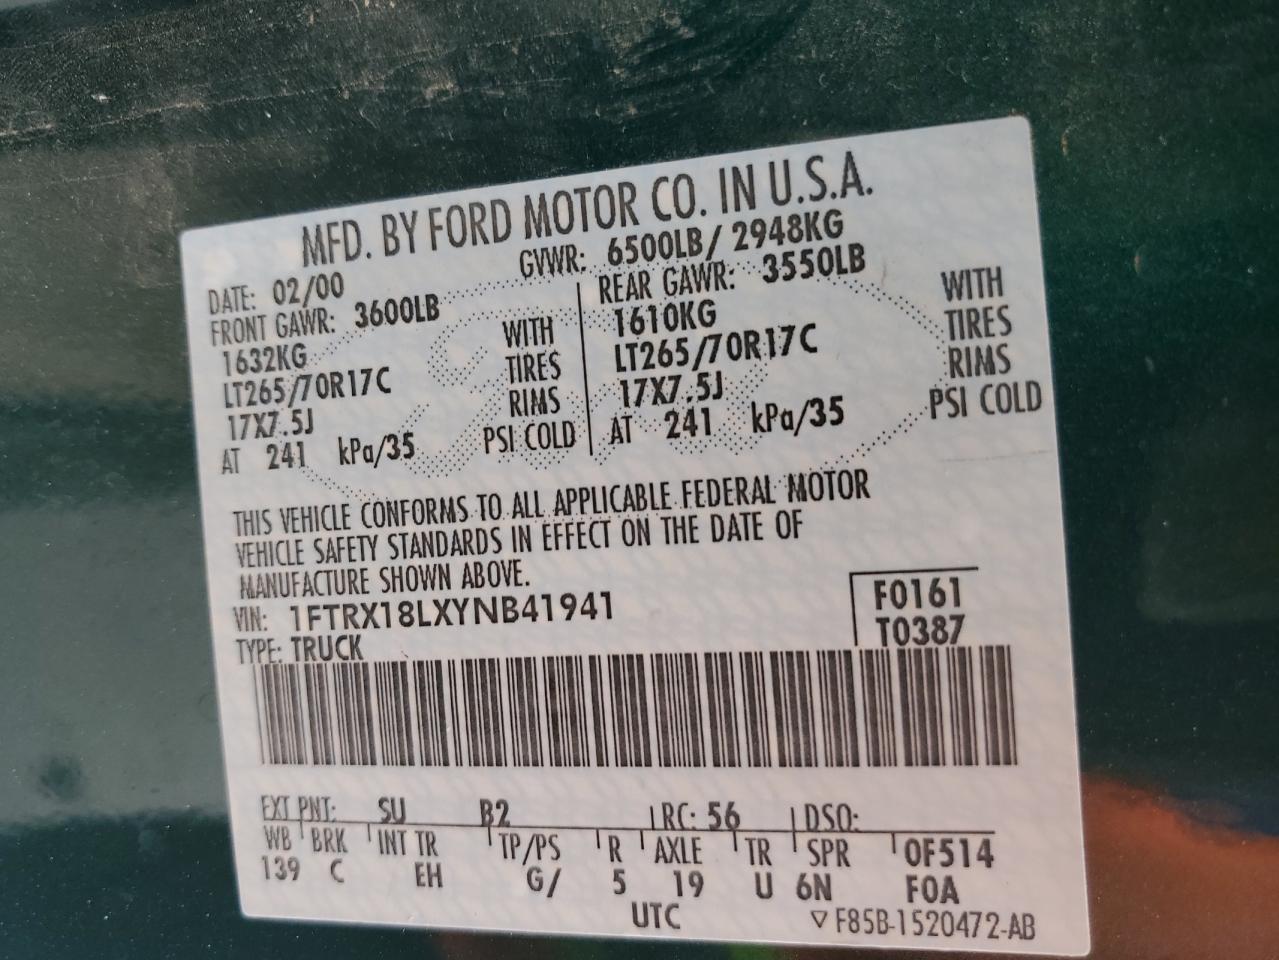 MFD. BY FORD MOTOR CO. IN U.S.A.
DATE: 02/00 GVWR: 6500LB/ 2948KG
FRONT GAWR: 3600LB REAR GAWR: 3550LB WITH
1632KG WITH 1610KG TIRES
LT265/70R17C TIRES LT265/70R17C RIMS
17X7.5J RIMS 17X7.5J PSI COLD
AT 241 kPa/35 PSI COLD AT 241 kPa/35
THIS VEHICLE CONFORMS TO ALL APPLICABLE FEDERAL MOTOR
VEHICLE SAFETY STANDARDS IN EFFECT ON THE DATE OF
MANUFACTURE SHOWN ABOVE.
VIN: 1FTRX18LXYNB41941 F0161
TYPE: TRUCK T0387
EXT PNT: SU B2 RC: 56 DSO:
WB BRK INT TR TP/PS R AXLE TR SPR OF514
139 C EH G/ 5 19 U 6N FOA
UTC ▽ F85B-1520472-AB